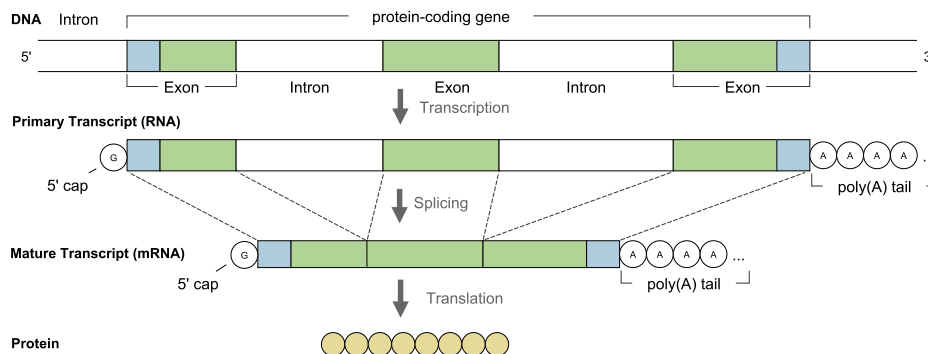 DNA Intron protein-coding gene
5' 3
Exon Intron Exon Intron Exon
Transcription
Primary Transcript (RNA)
G A A A A ...
5' cap poly(A) tail
Splicing
Mature Transcript (mRNA) G A A A A ...
5' cap poly(A) tail
Translation
Protein